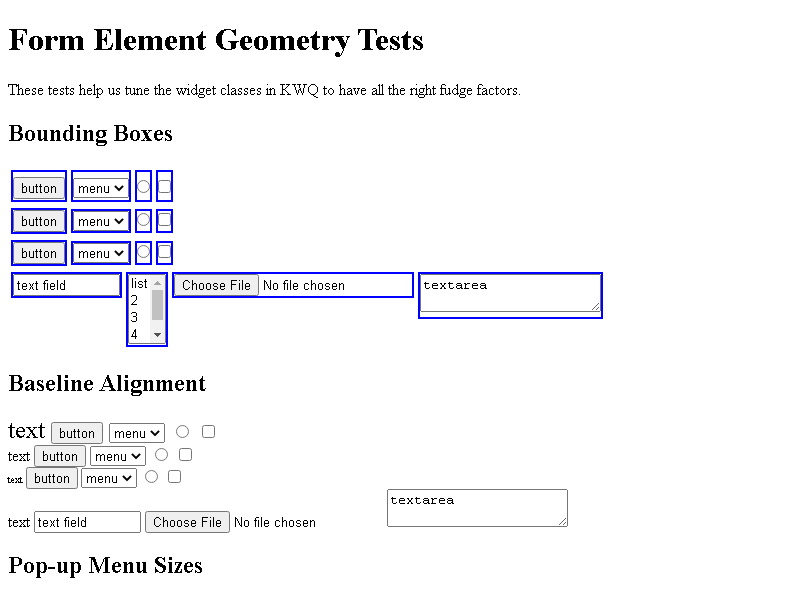 Form Element Geometry Tests
These tests help us tune the widget classes in KWQ to have all the right fudge factors.
Bounding Boxes
button menu
button menu
button menu
text field list Choose File No file chosen textarea
2
3
4
Baseline Alignment
text button menu
text button menu
text button menu
textarea
text text field Choose File No file chosen
Pop-up Menu Sizes